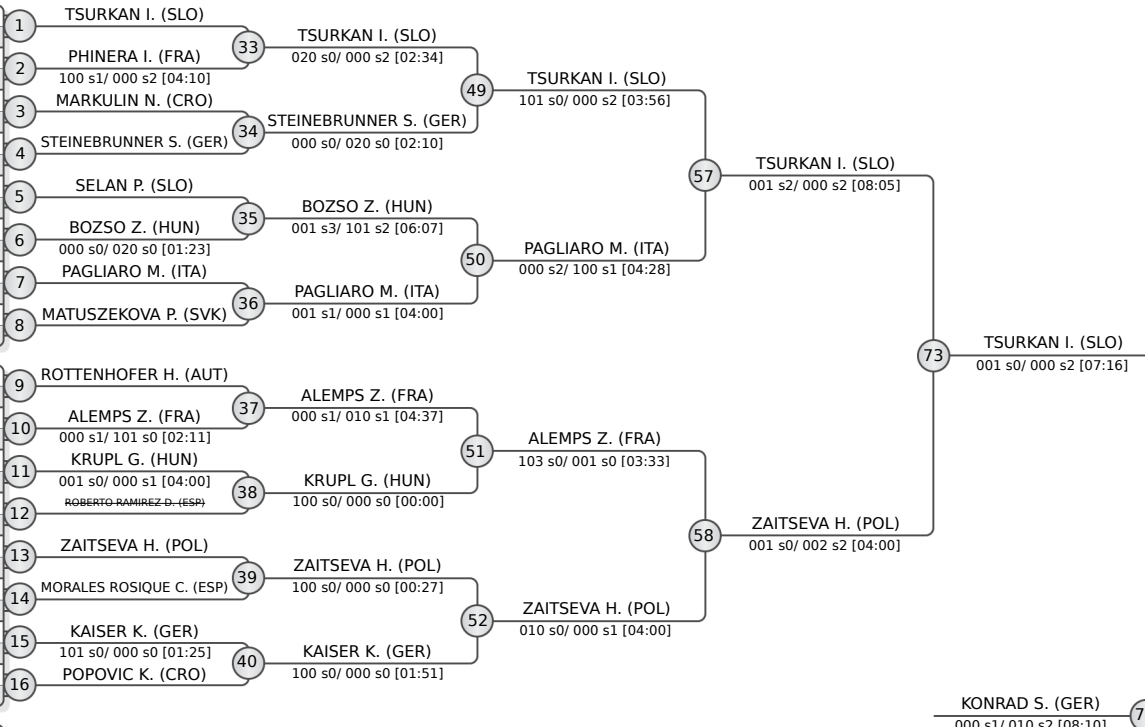 TSURKAN I. (SLO)
1
33
TSURKAN I. (SLO)
020 s0/ 000 s2 [02:34]
PHINERA I. (FRA)
2
100 s1/ 000 s2 [04:10]
49
TSURKAN I. (SLO)
101 s0/ 000 s2 [03:56]
MARKULIN N. (CRO)
3
34
STEINEBRUNNER S. (GER)
000 s0/ 020 s0 [02:10]
STEINEBRUNNER S. (GER)
4
57
TSURKAN I. (SLO)
001 s2/ 000 s2 [08:05]
SELAN P. (SLO)
5
35
BOZSO Z. (HUN)
001 s3/ 101 s2 [06:07]
BOZSO Z. (HUN)
6
000 s0/ 020 s0 [01:23]
50
PAGLIARO M. (ITA)
000 s2/ 100 s1 [04:28]
PAGLIARO M. (ITA)
7
36
PAGLIARO M. (ITA)
001 s1/ 000 s1 [04:00]
MATUSZEKOVA P. (SVK)
8
73
TSURKAN I. (SLO)
001 s0/ 000 s2 [07:16]
ROTTENHOFER H. (AUT)
9
37
ALEMPS Z. (FRA)
000 s1/ 010 s1 [04:37]
ALEMPS Z. (FRA)
10
000 s1/ 101 s0 [02:11]
51
ALEMPS Z. (FRA)
103 s0/ 001 s0 [03:33]
KRUPL G. (HUN)
11
001 s0/ 000 s1 [04:00]
38
KRUPL G. (HUN)
100 s0/ 000 s0 [00:00]
ROBERTO RAMIREZ D. (ESP)
12
58
ZAITSEVA H. (POL)
001 s0/ 002 s2 [04:00]
ZAITSEVA H. (POL)
13
39
ZAITSEVA H. (POL)
100 s0/ 000 s0 [00:27]
MORALES ROSIQUE C. (ESP)
14
52
ZAITSEVA H. (POL)
010 s0/ 000 s1 [04:00]
KAISER K. (GER)
15
101 s0/ 000 s0 [01:25]
40
KAISER K. (GER)
100 s0/ 000 s0 [01:51]
POPOVIC K. (CRO)
16
KONRAD S. (GER)
7
000 s1/ 010 s2 [08:10]